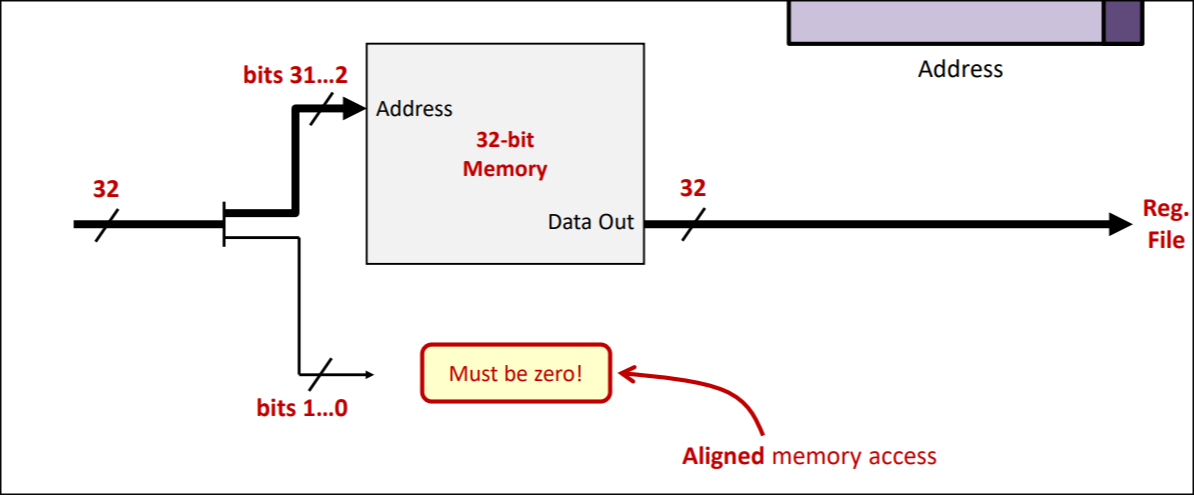 Address
bits 31...2
Address
32-bit
Memory
32
32
Data Out
Reg.
File
Must be zero!
bits 1...0
Aligned memory access